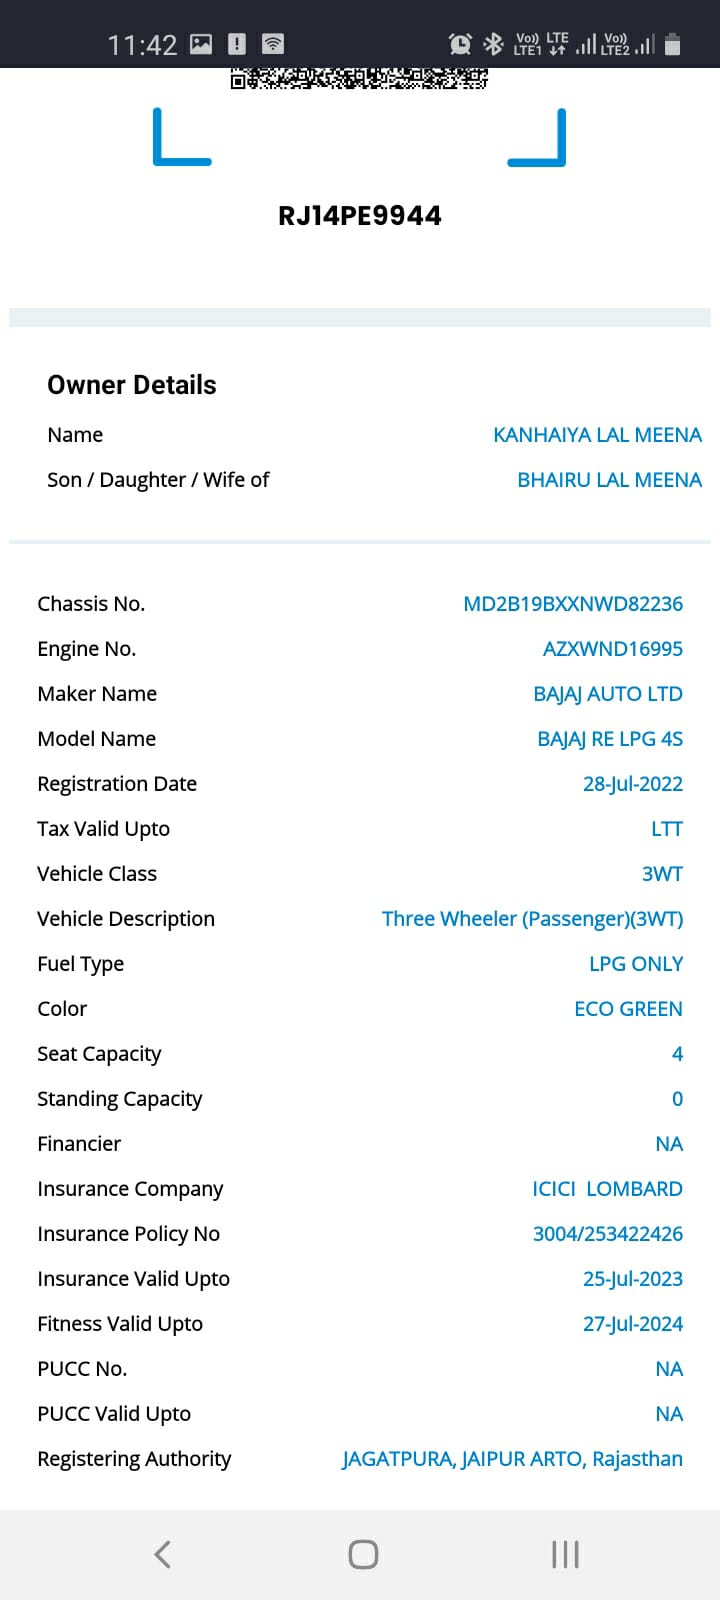 11:42 Vo)) LTE Vo))
LTE1 LTE2
RJ14PE9944
Owner Details
Name KANHAIYA LAL MEENA
Son / Daughter / Wife of BHAIRU LAL MEENA
Chassis No. MD2B19BXXNWD82236
Engine No. AZXWND16995
Maker Name BAJAJ AUTO LTD
Model Name BAJAJ RE LPG 4S
Registration Date 28-Jul-2022
Tax Valid Upto LTT
Vehicle Class 3WT
Vehicle Description Three Wheeler (Passenger)(3WT)
Fuel Type LPG ONLY
Color ECO GREEN
Seat Capacity 4
Standing Capacity 0
Financier NA
Insurance Company ICICI LOMBARD
Insurance Policy No 3004/253422426
Insurance Valid Upto 25-Jul-2023
Fitness Valid Upto 27-Jul-2024
PUCC No. NA
PUCC Valid Upto NA
Registering Authority JAGATPURA, JAIPUR ARTO, Rajasthan